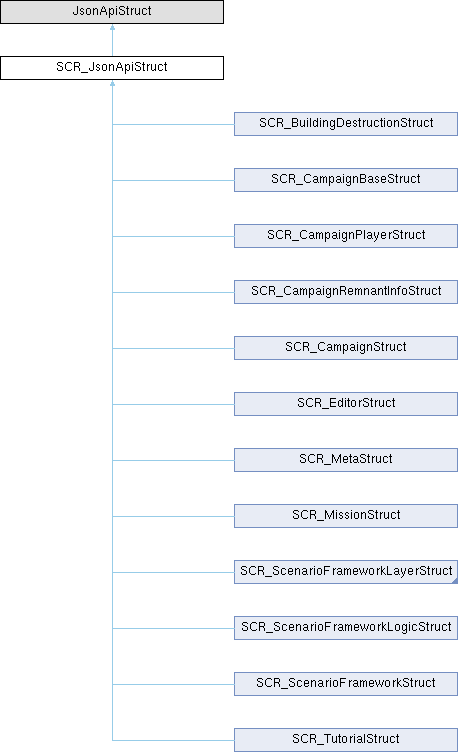 JsonApiStruct
SCR_JsonApiStruct
SCR_BuildingDestructionStruct
SCR_CampaignBaseStruct
SCR_CampaignPlayerStruct
SCR_CampaignRemnantInfoStruct
SCR_CampaignStruct
SCR_EditorStruct
SCR_MetaStruct
SCR_MissionStruct
SCR_ScenarioFrameworkLayerStruct
SCR_ScenarioFrameworkLogicStruct
SCR_ScenarioFrameworkStruct
SCR_TutorialStruct